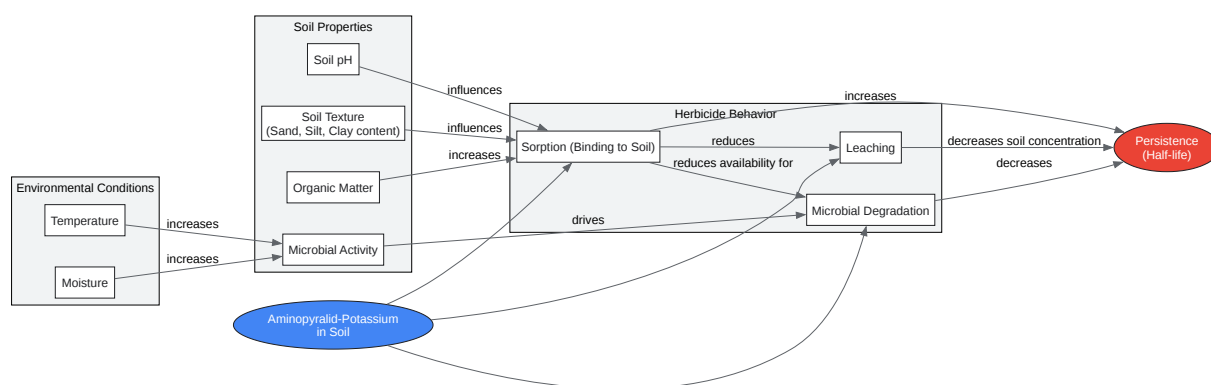 Soil Properties
Soil pH
influences
Soil Texture
(Sand, Silt, Clay content)
influences
increases
Organic Matter
Microbial Activity
Environmental Conditions
Temperature
increases
Moisture
increases
Herbicide Behavior
Sorption (Binding to Soil)
increases
reduces
reduces availability for
Leaching
decreases soil concentration
Microbial Degradation
decreases
drives
Persistence
(Half-life)
Aminopyralid-Potassium
in Soil